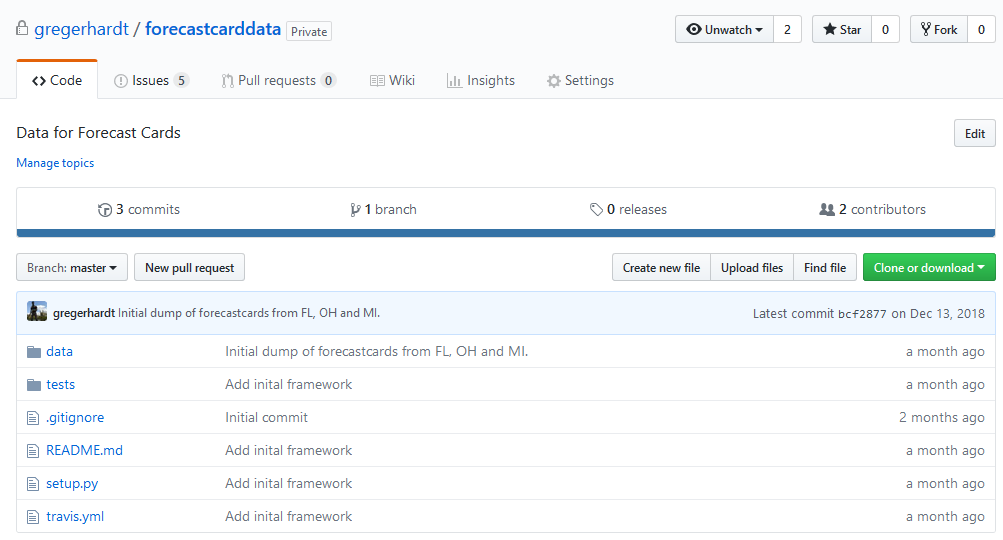 gregerhardt / forecastcarddata Private Unwatch 2 Star 0 Fork 0
Code Issues 5 Pull requests 0 Wiki Insights Settings
Data for Forecast Cards Edit
Manage topics
3 commits 1 branch 0 releases 2 contributors
Branch: master New pull request Create new file Upload files Find file Clone or download
gregerhardt Initial dump of forecastcards from FL, OH and MI. Latest commit bcf2877 on Dec 13, 2018
data Initial dump of forecastcards from FL, OH and MI. a month ago
tests Add inital framework a month ago
.gitignore Initial commit 2 months ago
README.md Add inital framework a month ago
setup.py Add inital framework a month ago
travis.yml Add inital framework a month ago